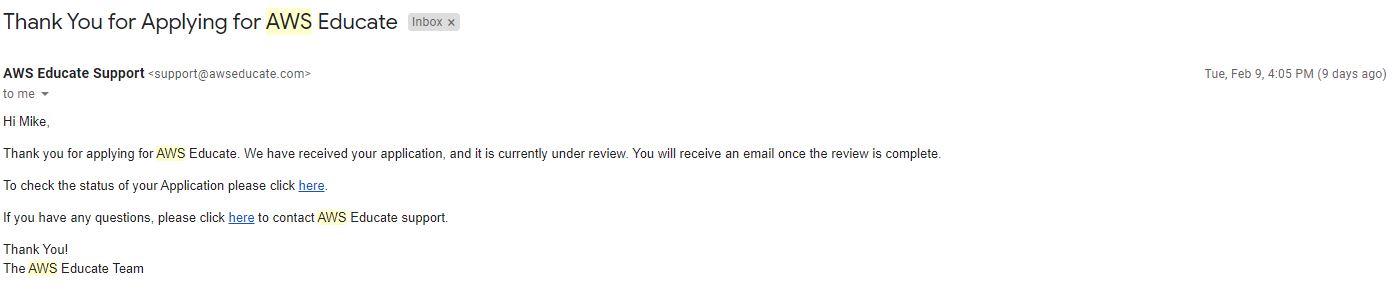 Thank You for Applying for AWS Educate Inbox x
AWS Educate Support <support@awseducate.com> Tue, Feb 9, 4:05 PM (9 days ago)
to me
Hi Mike,
Thank you for applying for AWS Educate. We have received your application, and it is currently under review. You will receive an email once the review is complete.
To check the status of your Application please click here.
If you have any questions, please click here to contact AWS Educate support.
Thank You!
The AWS Educate Team